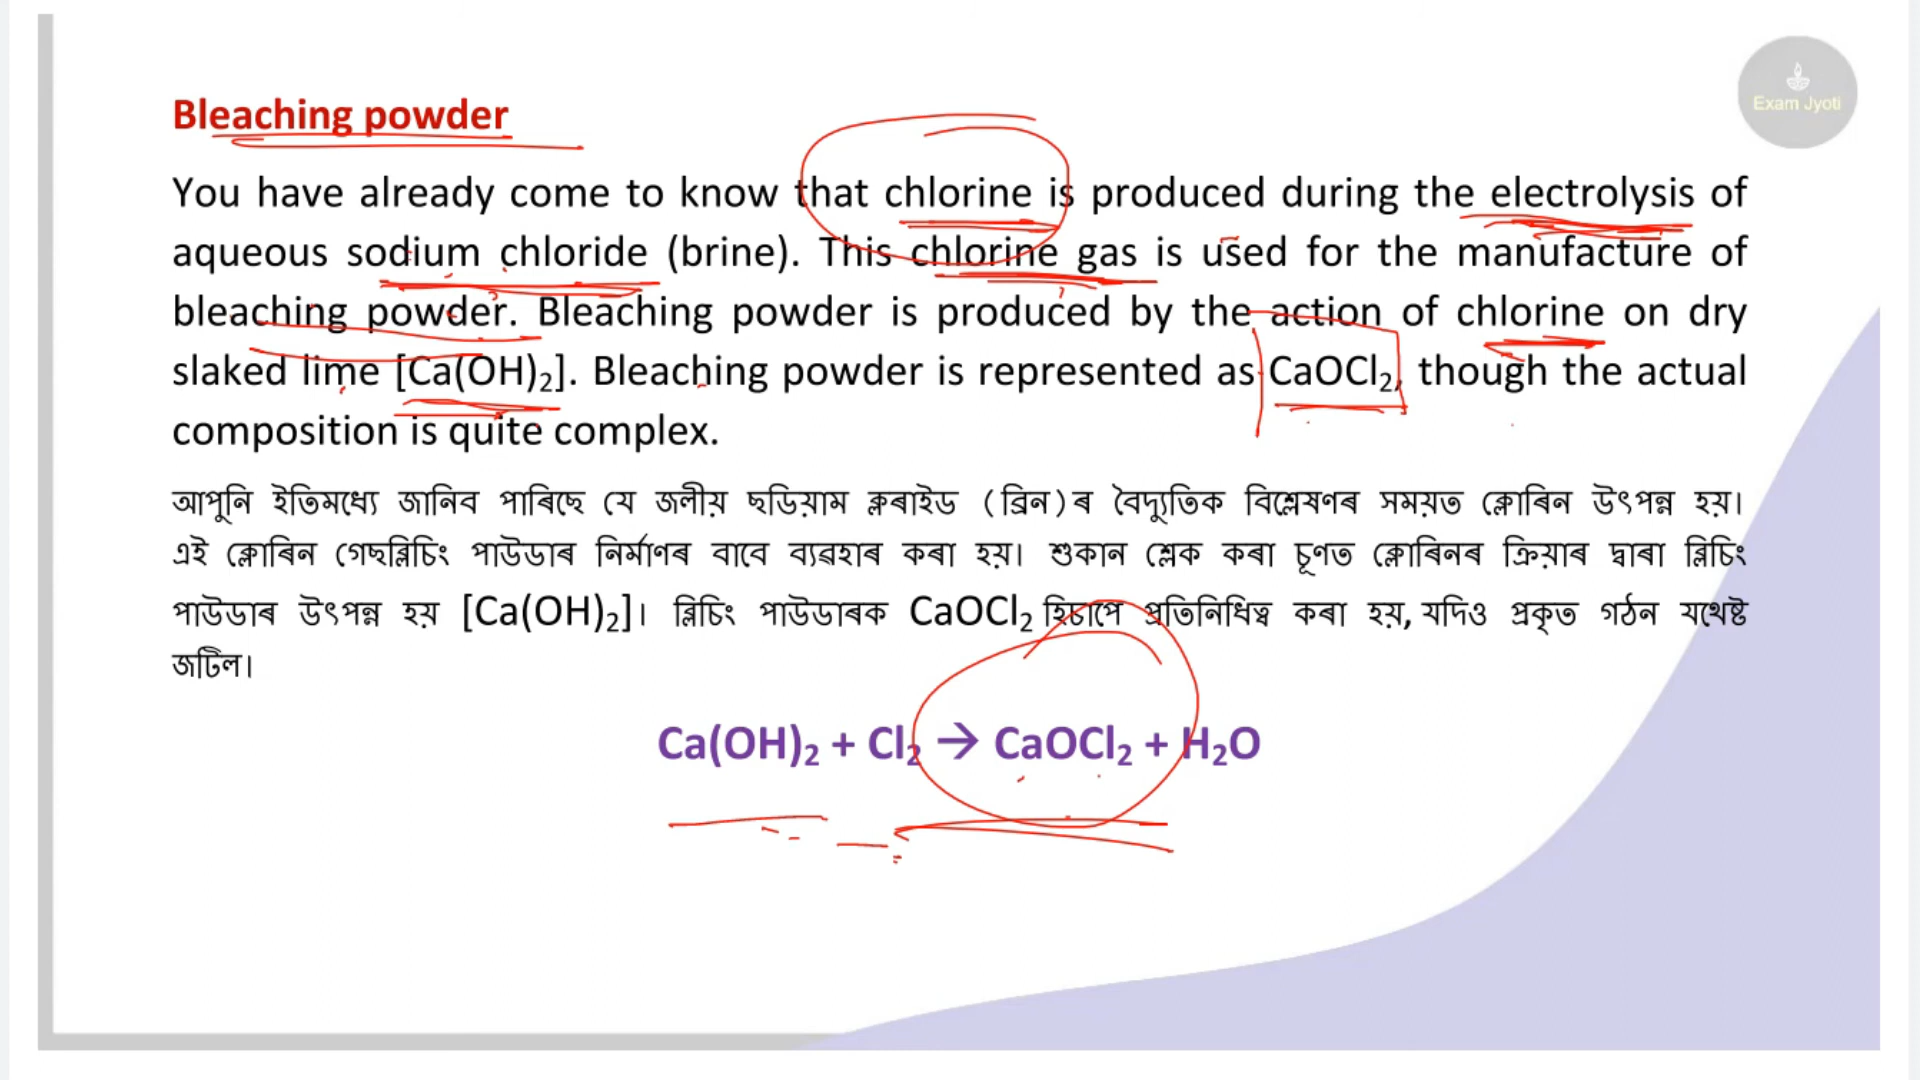 Exam Jyoti
Bleaching powder
You have already come to know that chlorine is produced during the electrolysis of
aqueous sodium chloride (brine). This chlorine gas is used for the manufacture of
bleaching powder. Bleaching powder is produced by the action of chlorine on dry
slaked lime [Ca(OH)₂]. Bleaching powder is represented as CaOCl₂, though the actual
composition is quite complex.
আপুনি ইতিমধ্যে জানিব পাৰিছে যে জলীয় ছডিয়াম ক্লৰাইড (ব্ৰিন)ৰ বৈদ্যুতিক বিশ্লেষণৰ সময়ত ক্লোৰিন উৎপন্ন হয়।
এই ক্লোৰিন গেছব্লিচিং পাউডাৰ নিৰ্মাণৰ বাবে ব্যৱহাৰ কৰা হয়। শুকান শ্লেক কৰা চূণত ক্লোৰিনৰ ক্ৰিয়াৰ দ্বাৰা ব্লিচিং
পাউডাৰ উৎপন্ন হয় [Ca(OH)₂]। ব্লিচিং পাউডাৰক CaOCl₂ হিচাপে প্ৰতিনিধিত্ব কৰা হয়, যদিও প্ৰকৃত গঠন যথেষ্ট
জটিল।
Ca(OH)₂ + Cl₂ → CaOCl₂ + H₂O